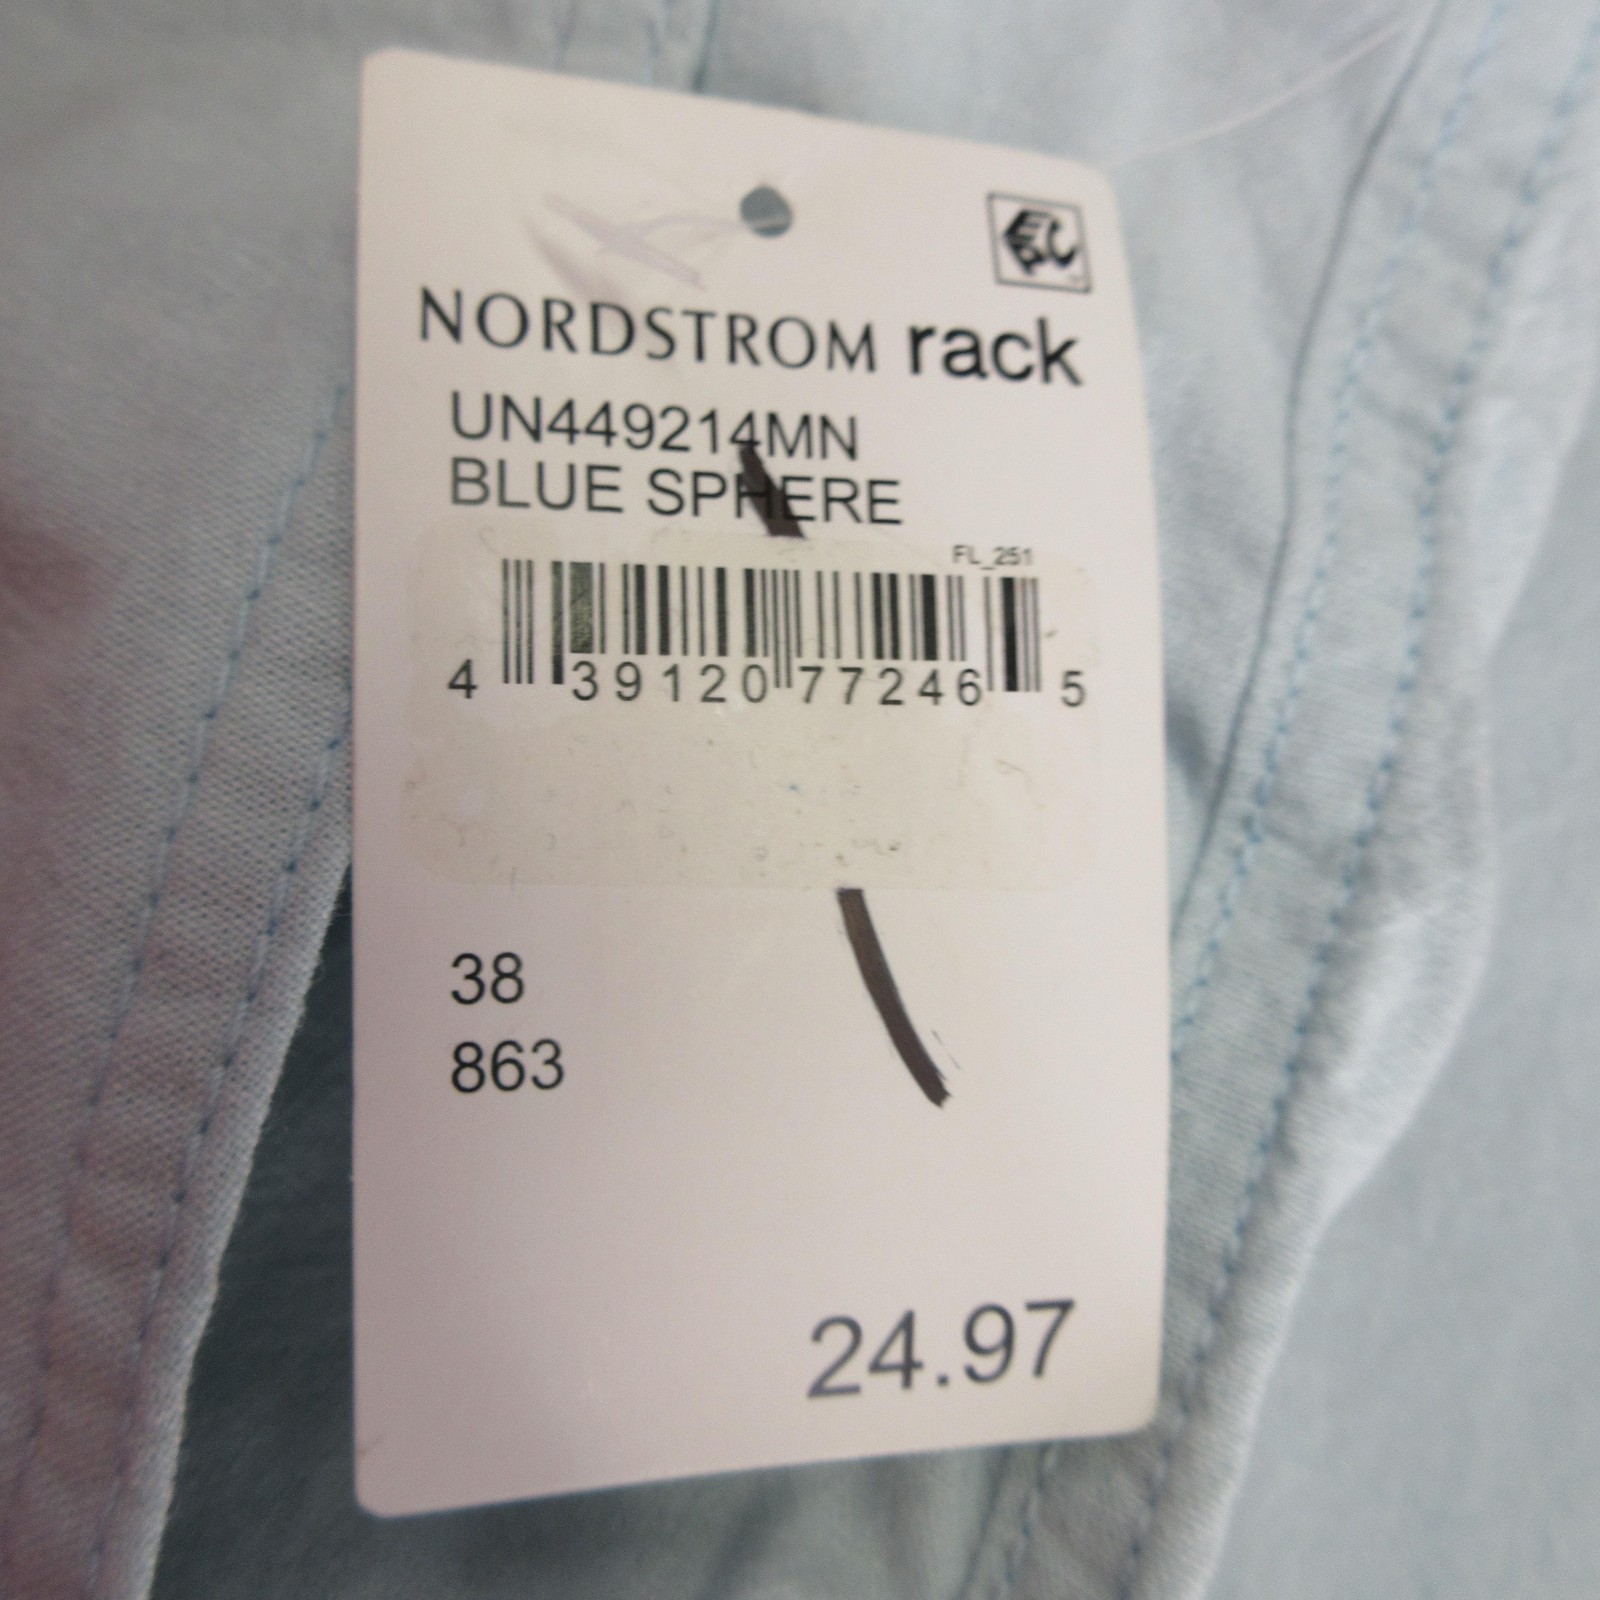 NORDSTROM rack
UN449214MN
BLUE SPHERE
FL_251
4 39120 77246 5
38
863
24.97